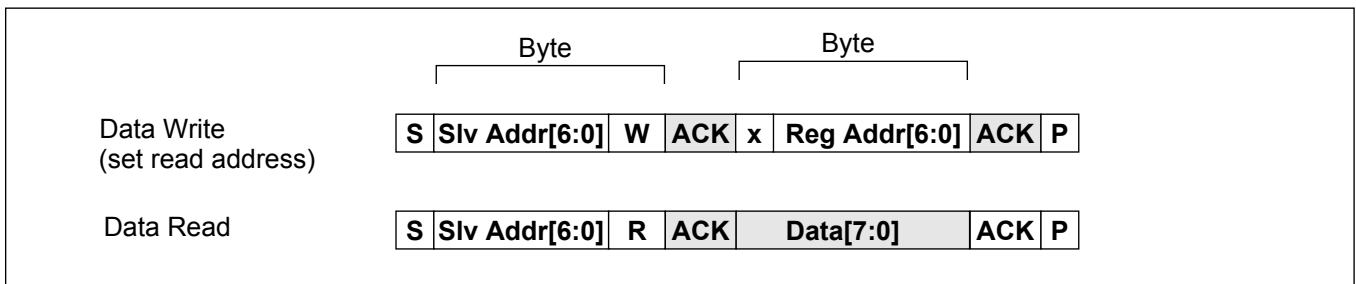 Byte Byte
Data Write S Slv Addr[6:0] W ACK x Reg Addr[6:0] ACK P
(set read address)
Data Read S Slv Addr[6:0] R ACK Data[7:0] ACK P